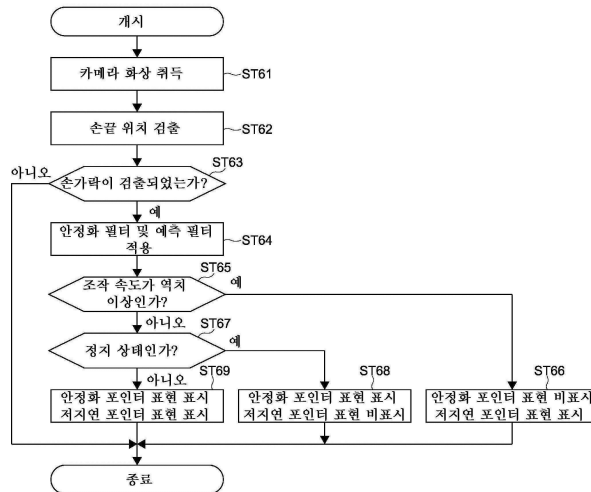 개시
카메라 화상 취득
ST61
손끝 위치 검출
ST62
ST63
아니오
손가락이 검출되었는가?
예
안정화 필터 및 예측 필터
적용
ST64
ST65
조작 속도가 역치
이상인가?
예
아니오
ST67
정지 상태인가?
예
아니오
ST69
ST68
ST66
안정화 포인터 표현 표시
저지연 포인터 표현 표시
안정화 포인터 표현 표시
저지연 포인터 표현 비표시
안정화 포인터 표현 비표시
저지연 포인터 표현 표시
종료